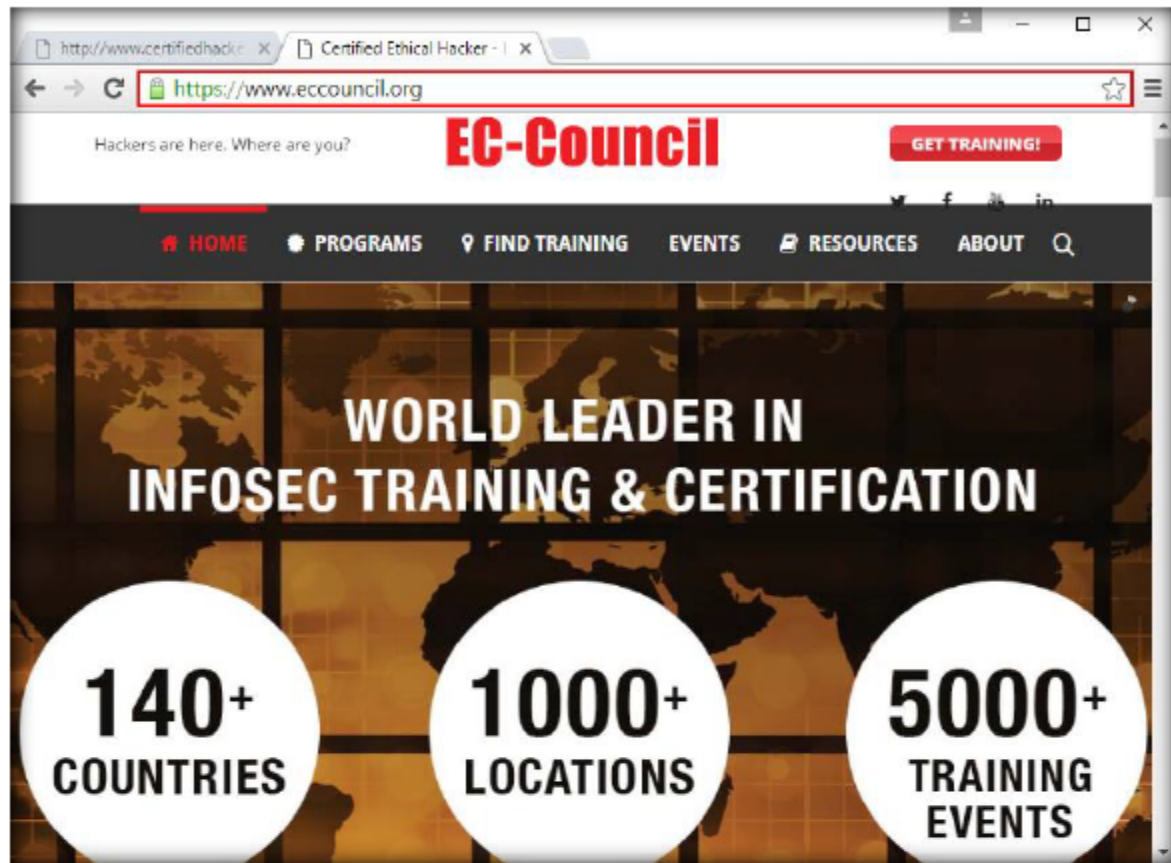 http://www.certifiedhacke
Certified Ethical Hacker - 
https://www.eccouncil.org
Hackers are here. Where are you?
EC-Council
GET TRAINING!
HOME
PROGRAMS
FIND TRAINING
EVENTS
RESOURCES
ABOUT
WORLD LEADER IN
INFOSEC TRAINING & CERTIFICATION
140+
COUNTRIES
1000+
LOCATIONS
5000+
TRAINING
EVENTS